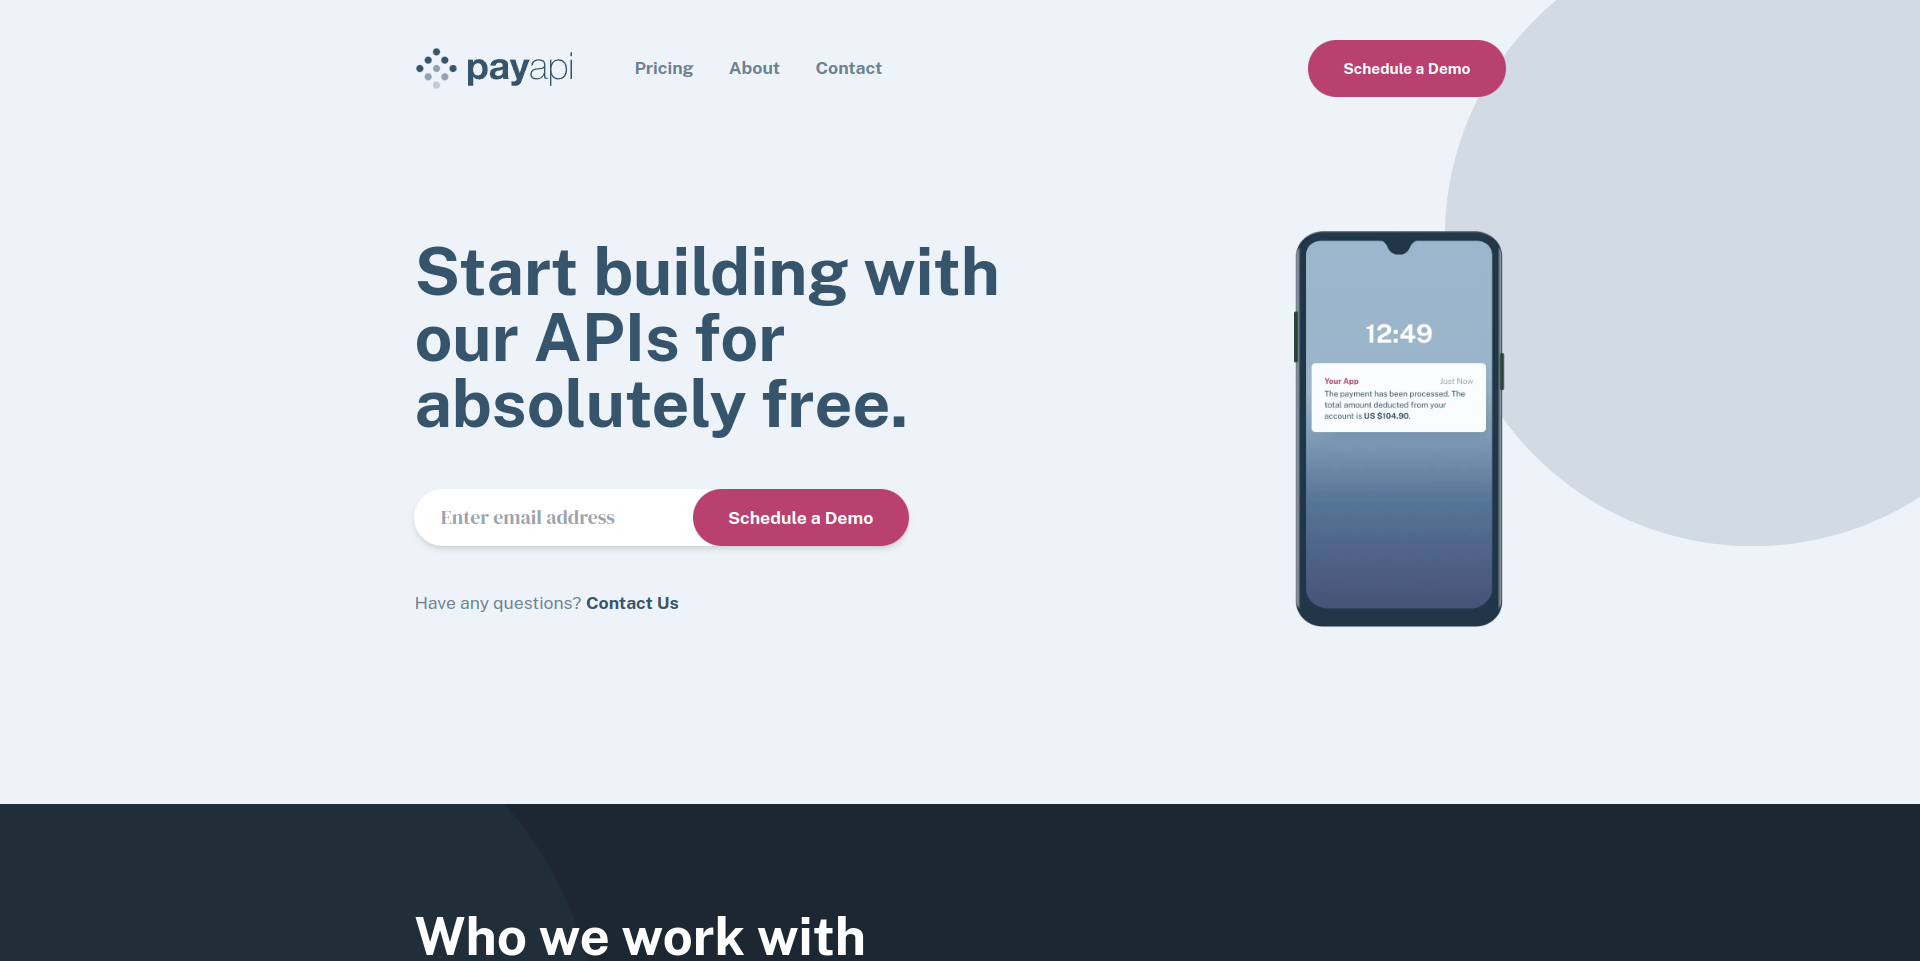 payapi
Pricing
About
Contact
Schedule a Demo
Start building with
our APIs for
absolutely free.
Enter email address
Schedule a Demo
Have any questions? Contact Us
12:49
Your App
Just Now
The payment has been processed. The
total amount deducted from your
account is US $104.90.
Who we work with